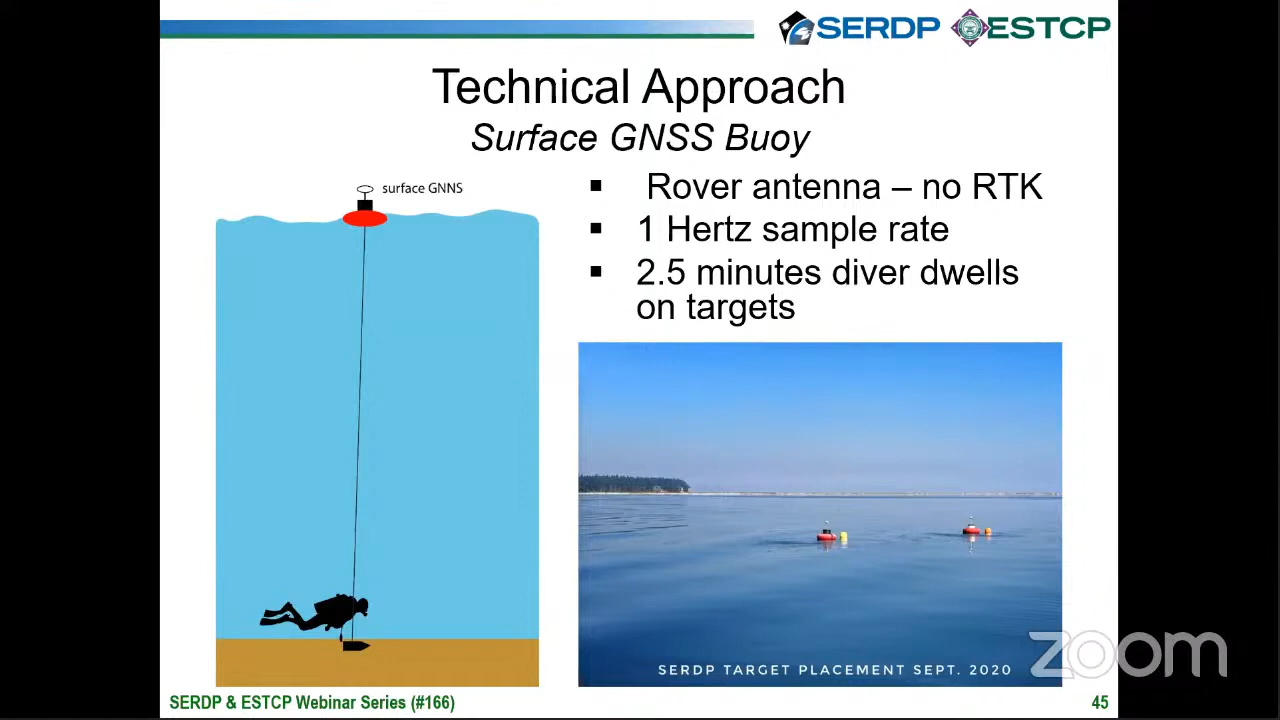 SERDP ESTCP
Technical Approach
Surface GNSS Buoy
surface GNNS
Rover antenna – no RTK
1 Hertz sample rate
2.5 minutes diver dwells
on targets
SERDP TARGET PLACEMENT SEPT. 2020
zoom
SERDP & ESTCP Webinar Series (#166)
45